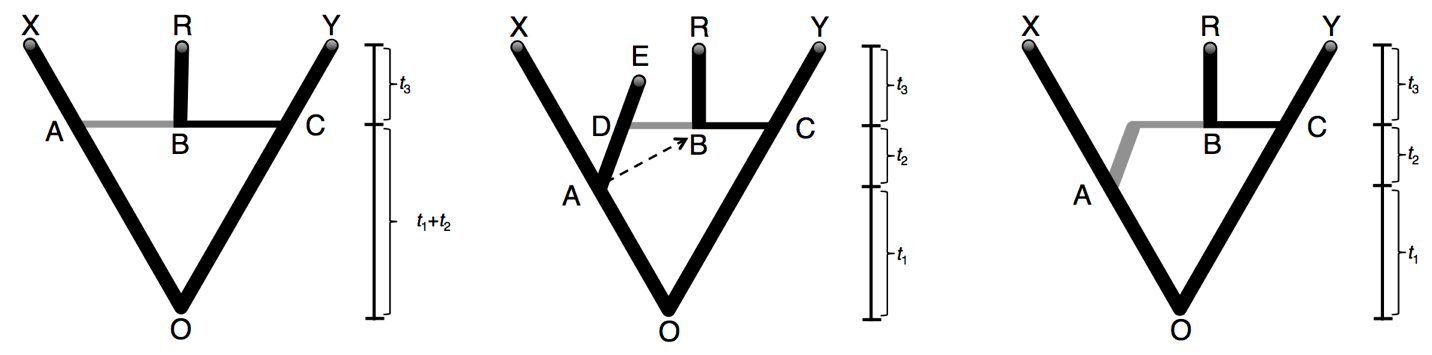 X R Y
A B C
O
t3
t1+t2
X R Y
E
D B C
A
O
t3
t2
t1
X R Y
B C
A
O
t3
t2
t1